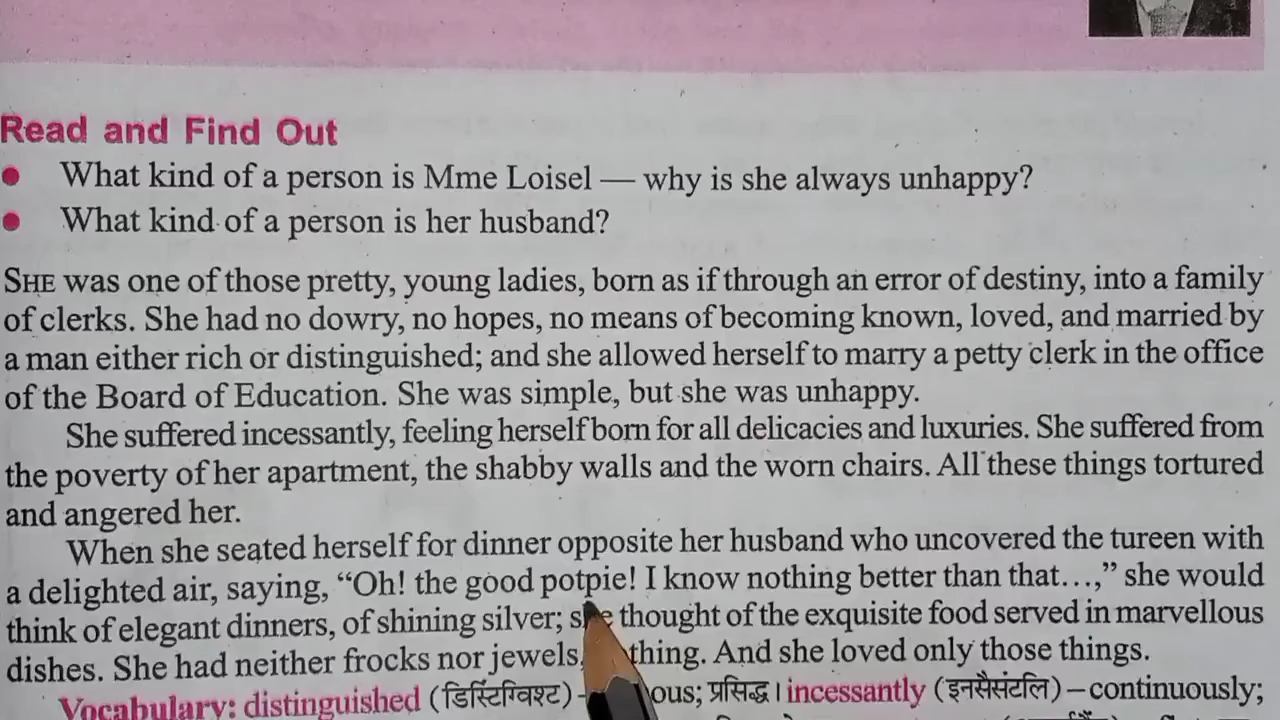 Read and Find Out
• What kind of a person is Mme Loisel — why is she always unhappy?
• What kind of a person is her husband?
SHE was one of those pretty, young ladies, born as if through an error of destiny, into a family
of clerks. She had no dowry, no hopes, no means of becoming known, loved, and married by
a man either rich or distinguished; and she allowed herself to marry a petty clerk in the office
of the Board of Education. She was simple, but she was unhappy.
She suffered incessantly, feeling herself born for all delicacies and luxuries. She suffered from
the poverty of her apartment, the shabby walls and the worn chairs. All these things tortured
and angered her.
When she seated herself for dinner opposite her husband who uncovered the tureen with
a delighted air, saying, “Oh! the good potpie! I know nothing better than that…,” she would
think of elegant dinners, of shining silver; she thought of the exquisite food served in marvellous
dishes. She had neither frocks nor jewels, thing. And she loved only those things.
Vocabulary: distinguished (डिस्टिंग्विश्ट) – ous; प्रसिद्ध। incessantly (इनसैसंटलि) – continuously;